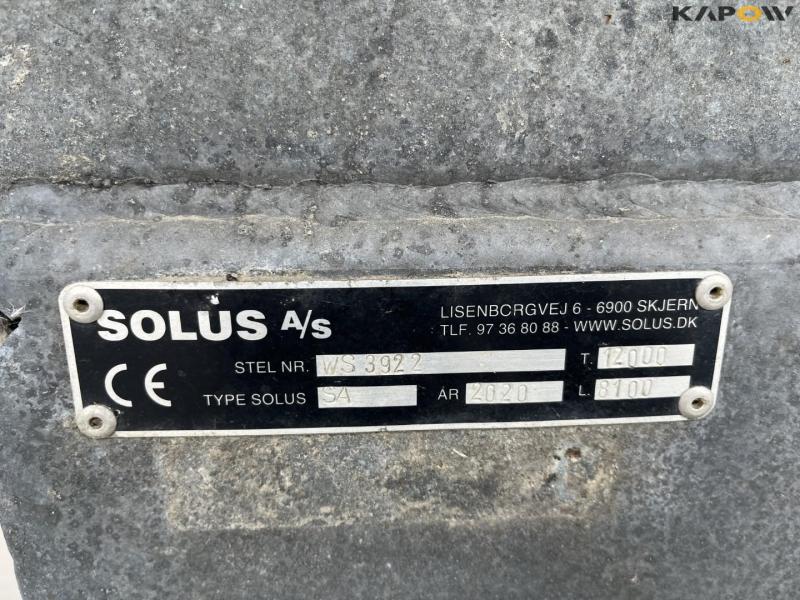 KAPOW
SOLUS A/S
LISENBORGVEJ 6 - 6900 SKJERN
TLF. 97 36 80 88 - WWW.SOLUS.DK
CE
STEL NR. WS 3922 T. 12000
TYPE SOLUS SA ÅR 2020 L. 8100